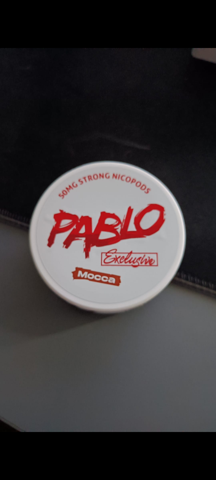 50MG STRONG NICOPODS
PABLO
Exclusive
Mocca